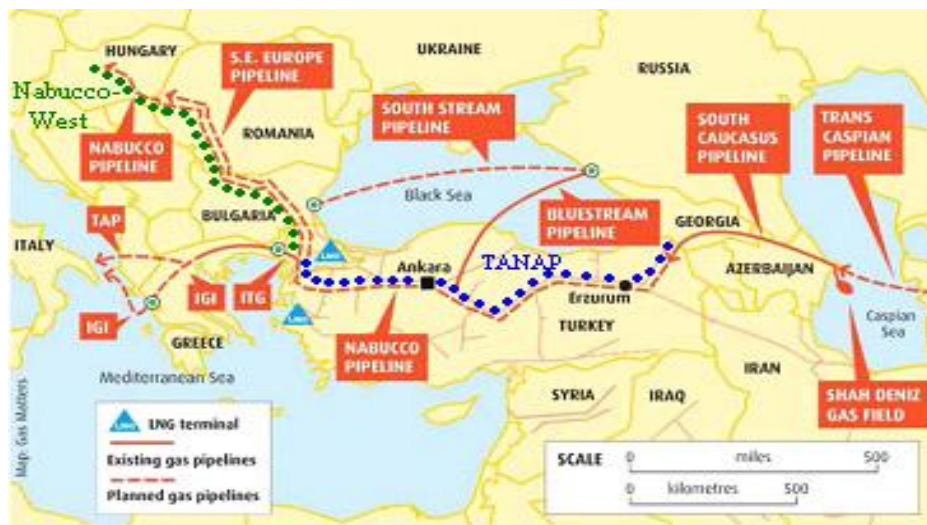 HUNGARY
S.E. EUROPE
PIPELINE
UKRAINE
RUSSIA
Nabucco-
West
NABUCCO
PIPELINE
ROMANIA
SOUTH STREAM
PIPELINE
SOUTH
CAUCASUS
PIPELINE
TRANS
CASPIAN
PIPELINE
Black Sea
BULGARIA
TAP
BLUESTREAM
PIPELINE
GEORGIA
ITALY
LNG
Ankara
TANAP
AZERBAIJAN
IGI
ITG
Erzurum
Caspian
Sea
IGI
LNG
TURKEY
GREECE
NABUCCO
PIPELINE
IRAN
Mediterranean Sea
SYRIA
IRAQ
SHAH DENIZ
GAS FIELD
Map: Gas Matters
LNG
LNG terminal
Existing gas pipelines
Planned gas pipelines
SCALE
0 miles 500
0 kilometres 500